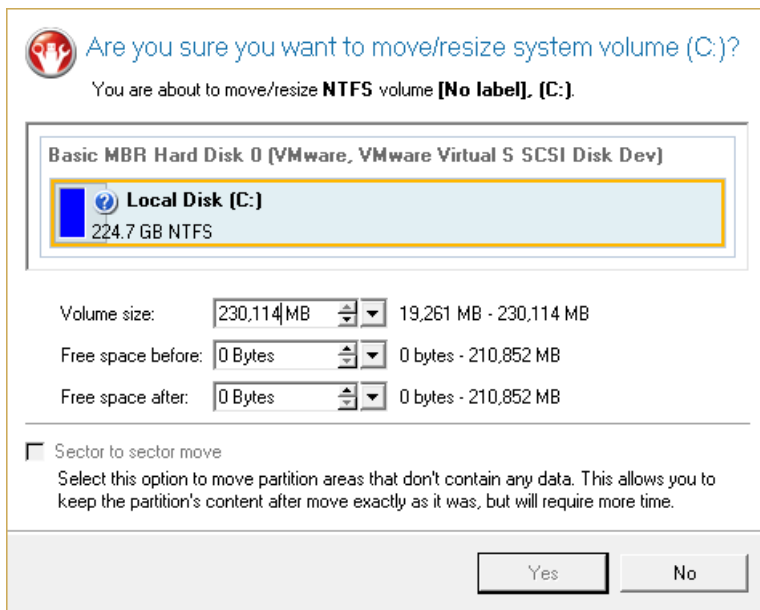 Are you sure you want to move/resize system volume (C:)?
You are about to move/resize NTFS volume [No label], (C:).
Basic MBR Hard Disk 0 (VMware, VMware Virtual S SCSI Disk Dev)
Local Disk (C:)
224.7 GB NTFS
Volume size: 230,114 MB 19,261 MB - 230,114 MB
Free space before: 0 Bytes 0 bytes - 210,852 MB
Free space after: 0 Bytes 0 bytes - 210,852 MB
Sector to sector move
Select this option to move partition areas that don't contain any data. This allows you to
keep the partition's content after move exactly as it was, but will require more time.
Yes No